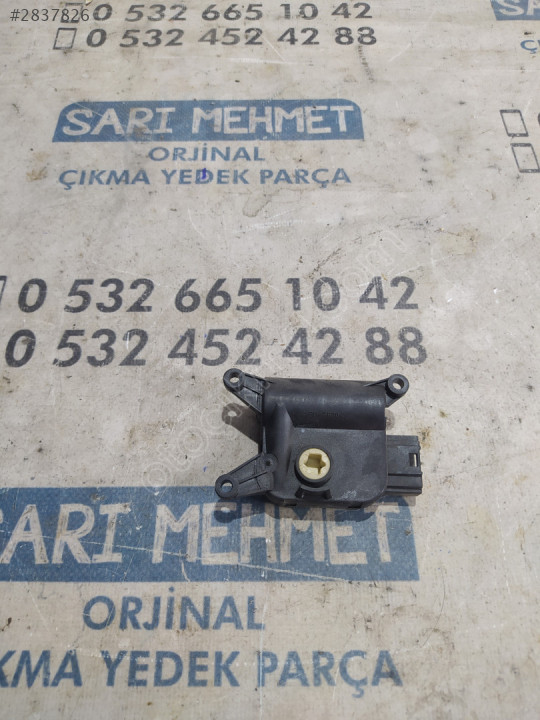 #2837826
0 532 665 10 42
0 532 452 42 88
SARI MEHMET
ORJİNAL
ÇIKMA YEDEK PARÇA
0 532 665 10 42
0 532 452 42 88
SARI MEHMET
ORJİNAL
ÇIKMA YEDEK PARÇA